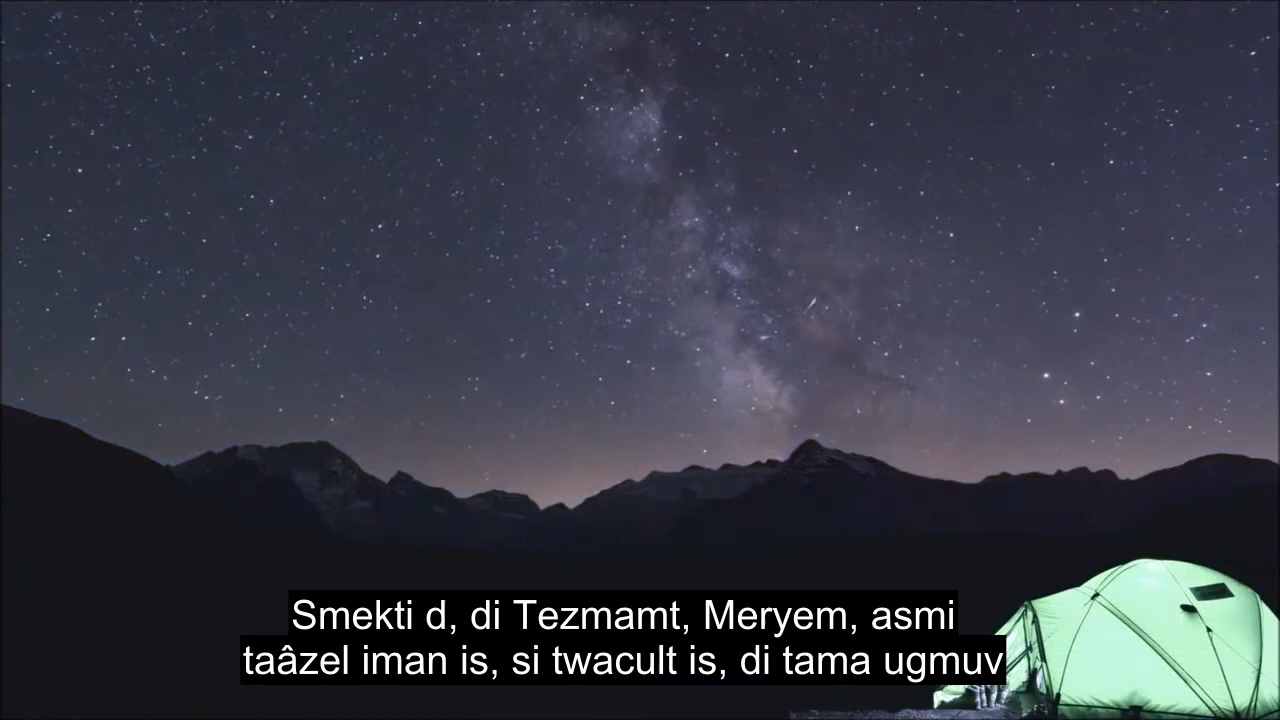 Smekti d, di Tezmamt, Meryem, asmi
taâzel iman is, si twacult is, di tama ugmuv